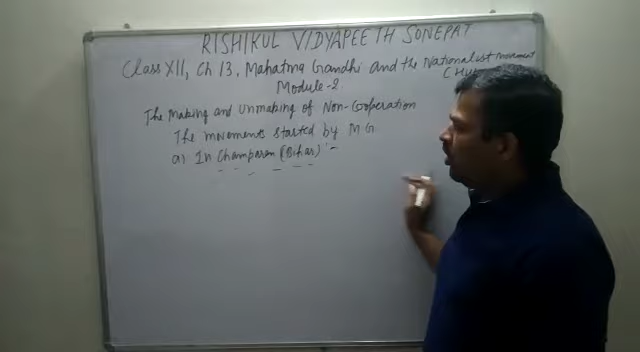 RISHIKUL VIDYAPEETH SONEPAT
Class XII, Ch 13, Mahatma Gandhi and the Nationalist movement
Module-2
The Making and Unmaking of Non-Cooperation
The movements started by M G
a) In Champaran (Bihar) :-